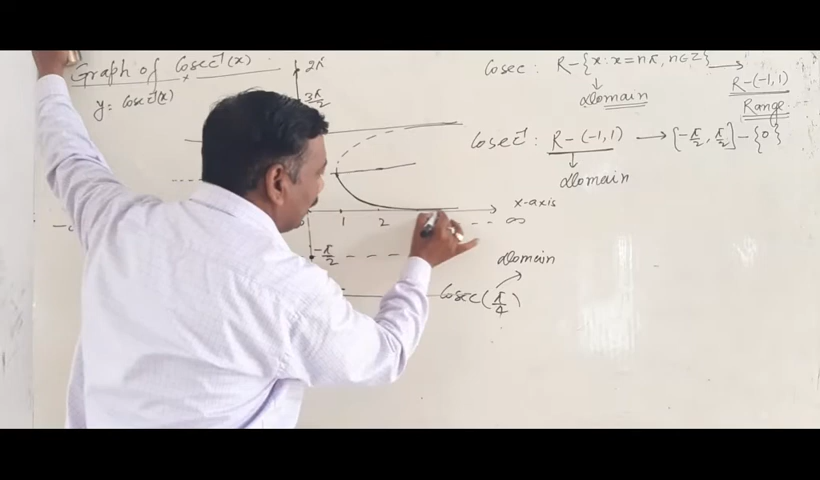 Graph of Cosec⁻¹(x)
y = Cosec⁻¹(x)
2π
3π/2
1 2
x-axis
∞
-π/2
Cosec : R-{x : x = nπ, n∈Z} →
Domain
R-(-1,1)
Range
Cosec⁻¹ : R-(-1,1) → [-π/2, π/2] - {0}
Domain
Domain
Cosec(π/4)